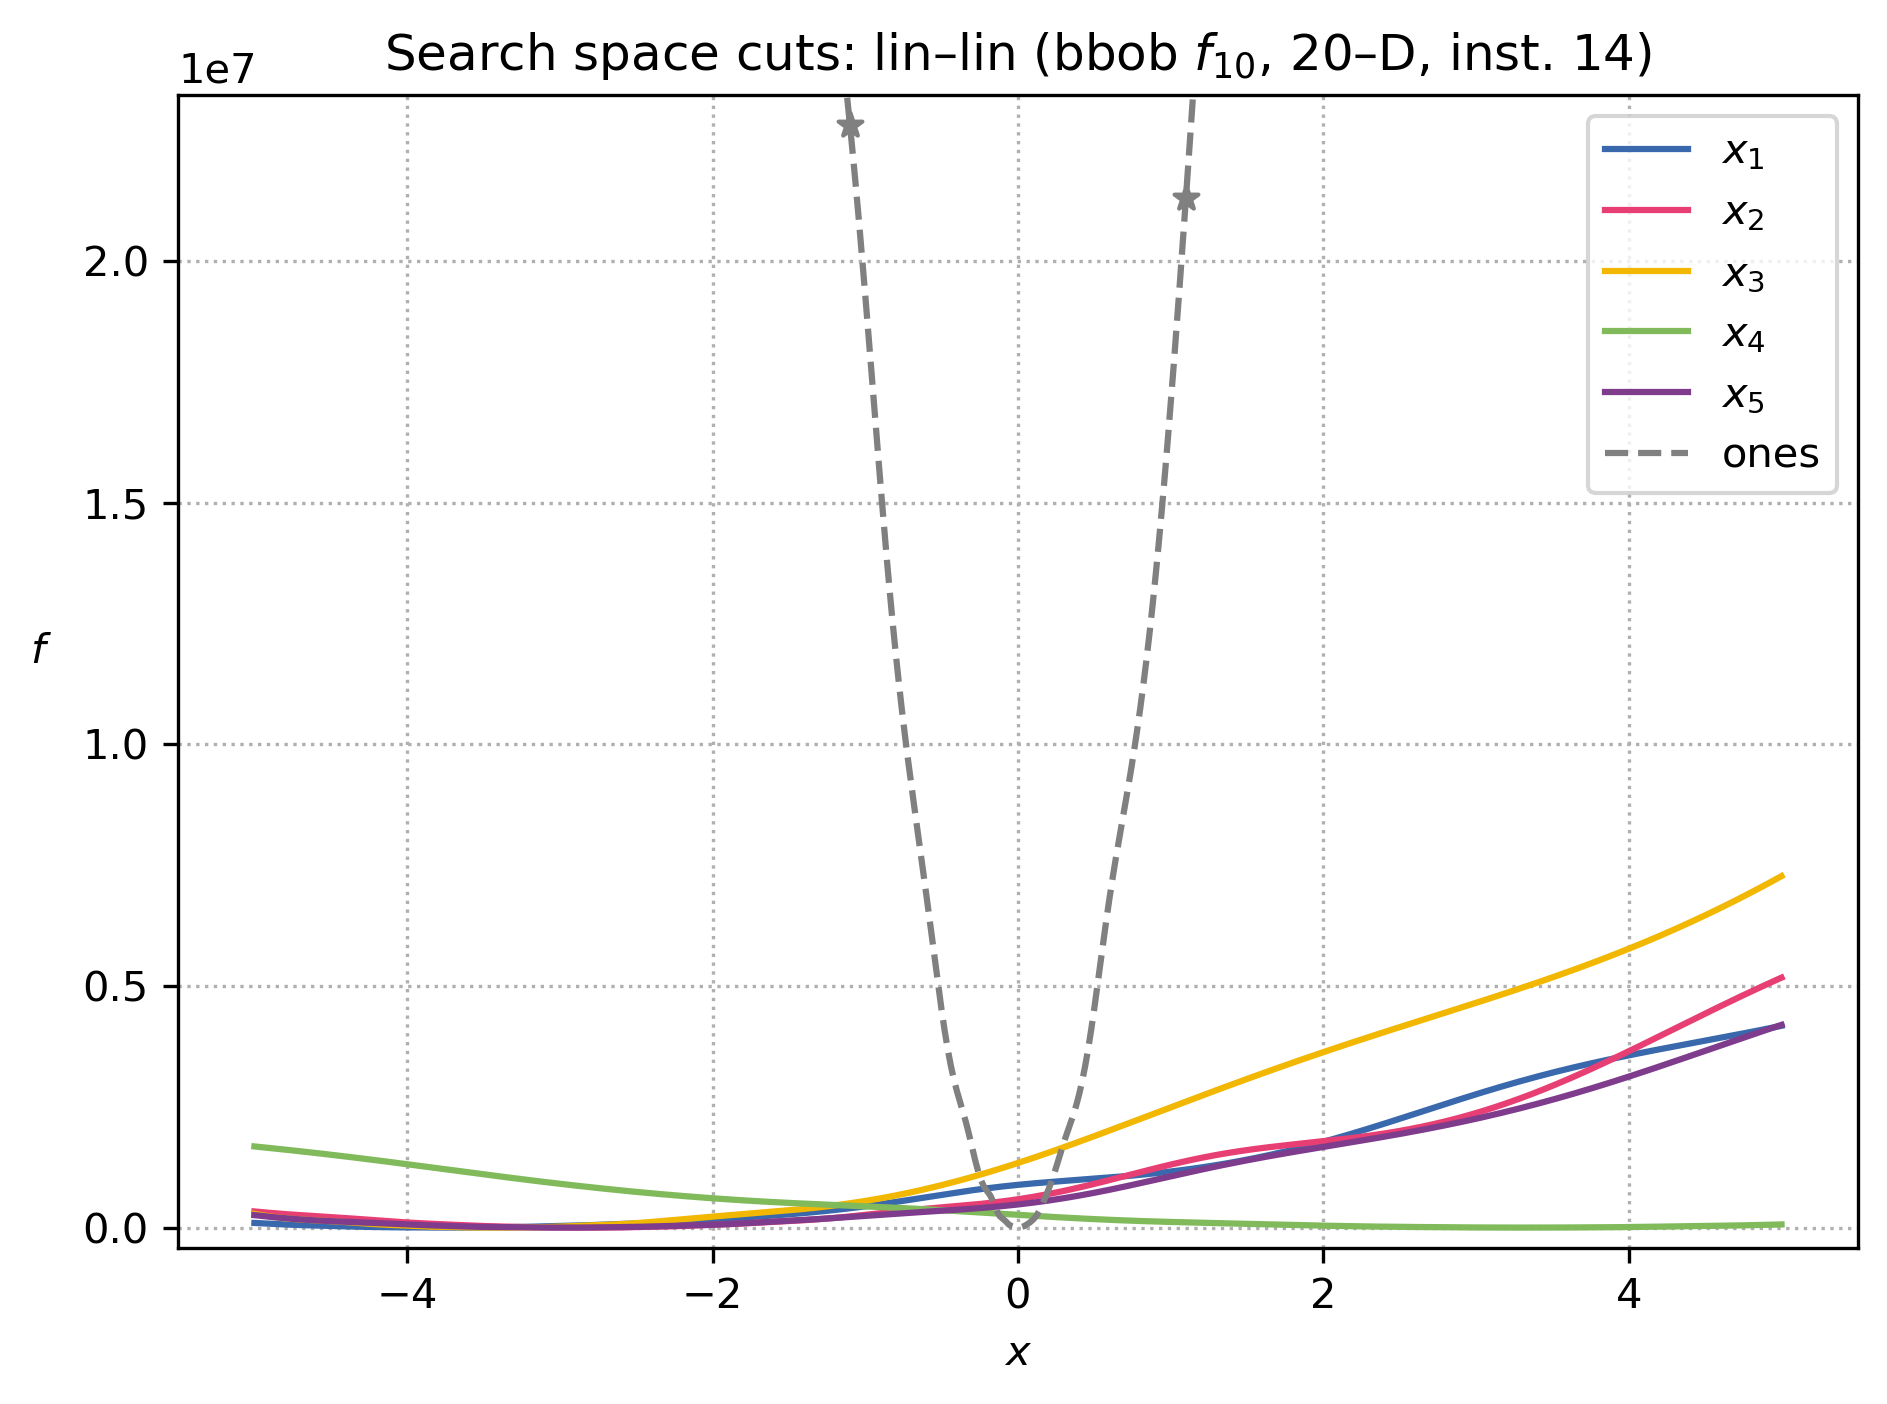 Search space cuts: lin–lin (bbob f₁₀, 20–D, inst. 14)
1e7
2.0
1.5
1.0
0.5
0.0
f
−4
−2
0
2
4
x
x₁
x₂
x₃
x₄
x₅
ones